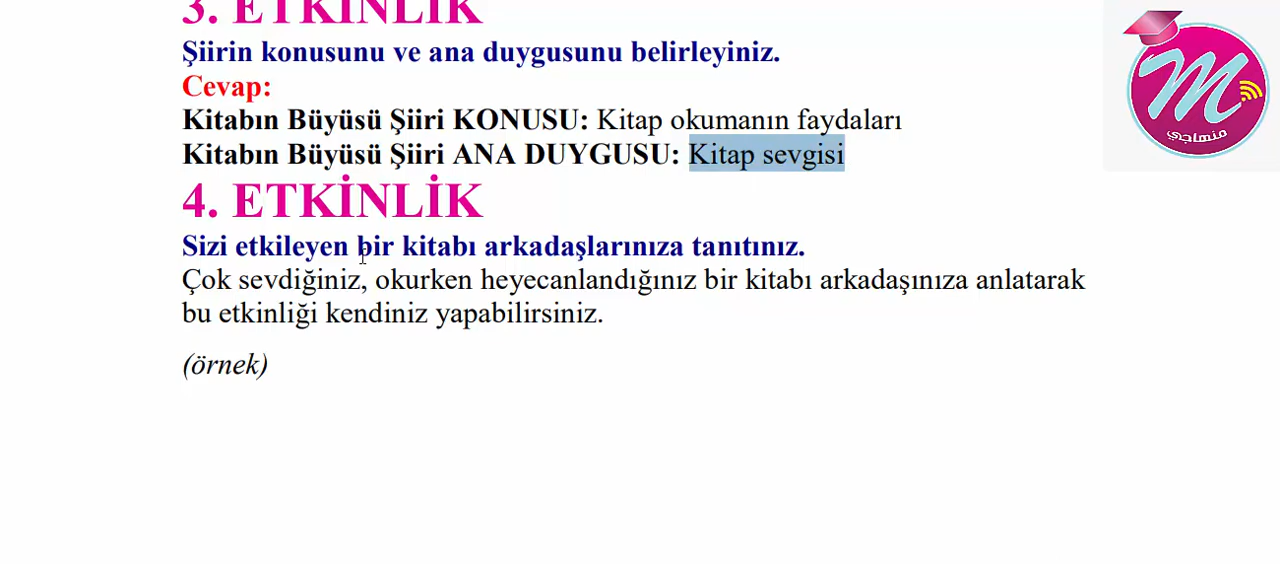 3. ETKİNLİK
Şiirin konusunu ve ana duygusunu belirleyiniz.
Cevap:
Kitabın Büyüsü Şiiri KONUSU: Kitap okumanın faydaları
Kitabın Büyüsü Şiiri ANA DUYGUSU: Kitap sevgisi
4. ETKİNLİK
Sizi etkileyen bir kitabı arkadaşlarınıza tanıtınız.
Çok sevdiğiniz, okurken heyecanlandığınız bir kitabı arkadaşınıza anlatarak
bu etkinliği kendiniz yapabilirsiniz.
(örnek)
M
منهاجي